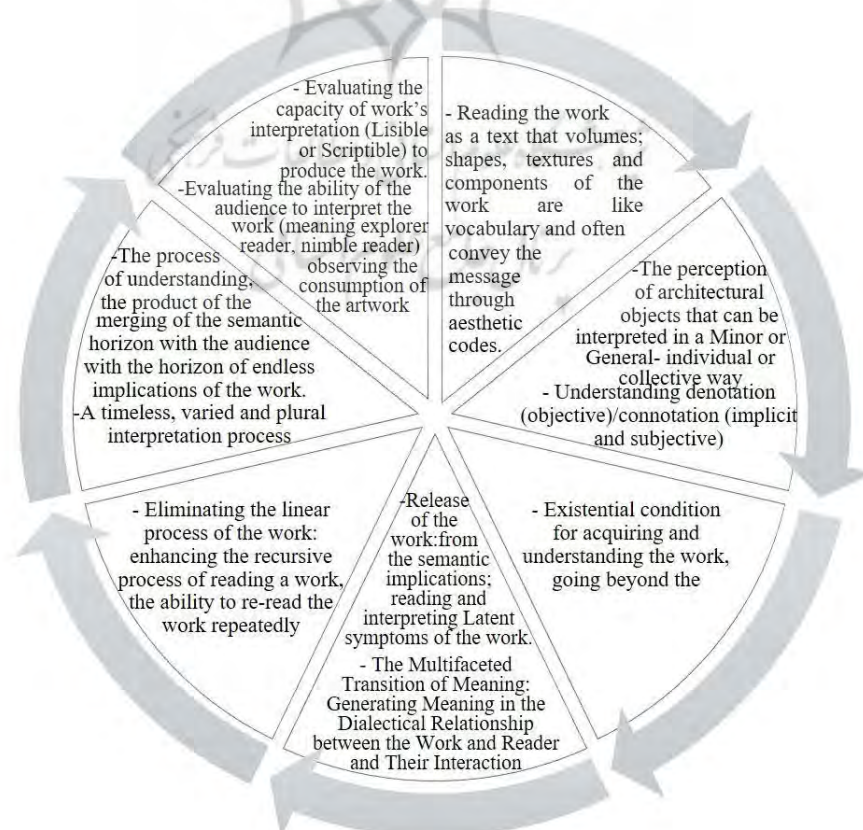 - Reading the work
as a text that volumes;
shapes, textures and
components of the
work are like
vocabulary and often
convey the
message
through
aesthetic
codes.
-The perception
of architectural
objects that can be
interpreted in a Minor or
General- individual or
collective way
- Understanding denotation
(objective)/connotation (implicit
and subjective)
- Existential condition
for acquiring and
understanding the work,
going beyond the
-Release
of the
work:from
the semantic
implications;
reading and
interpreting Latent
symptoms of the work.
- The Multifaceted
Transition of Meaning:
Generating Meaning in the
Dialectical Relationship
between the Work and Reader
and Their Interaction
- Eliminating the linear
process of the work:
enhancing the recursive
process of reading a work,
the ability to re-read the
work repeatedly
-The process
of understanding,
the product of the
merging of the semantic
horizon with the audience
with the horizon of endless
implications of the work.
-A timeless, varied and plural
interpretation process
- Evaluating the
capacity of work's
interpretation (Lisible
or Scriptible) to
produce the work.
-Evaluating the ability of the
audience to interpret the
work (meaning explorer
reader, nimble reader)
observing the
consumption of
the artwork